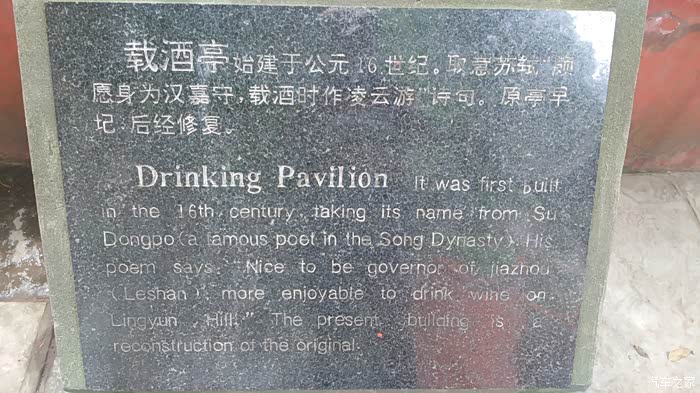 载酒亭始建于公元16世纪。取意苏轼"颇
愿身为汉嘉守，载酒时作凌云游"诗句。原亭早
圮，后经修复。
Drinking Pavilion It was first built
in the 16th century, taking its name from Su
Dongpo (a famous poet in the Song Dysasty). His
poem says: "Nice to be governor of Jiazhou
(Leshan), more enjoyable to drink wine on
Lingyun Hill." The present building is a
reconstruction of the original.
汽车之家